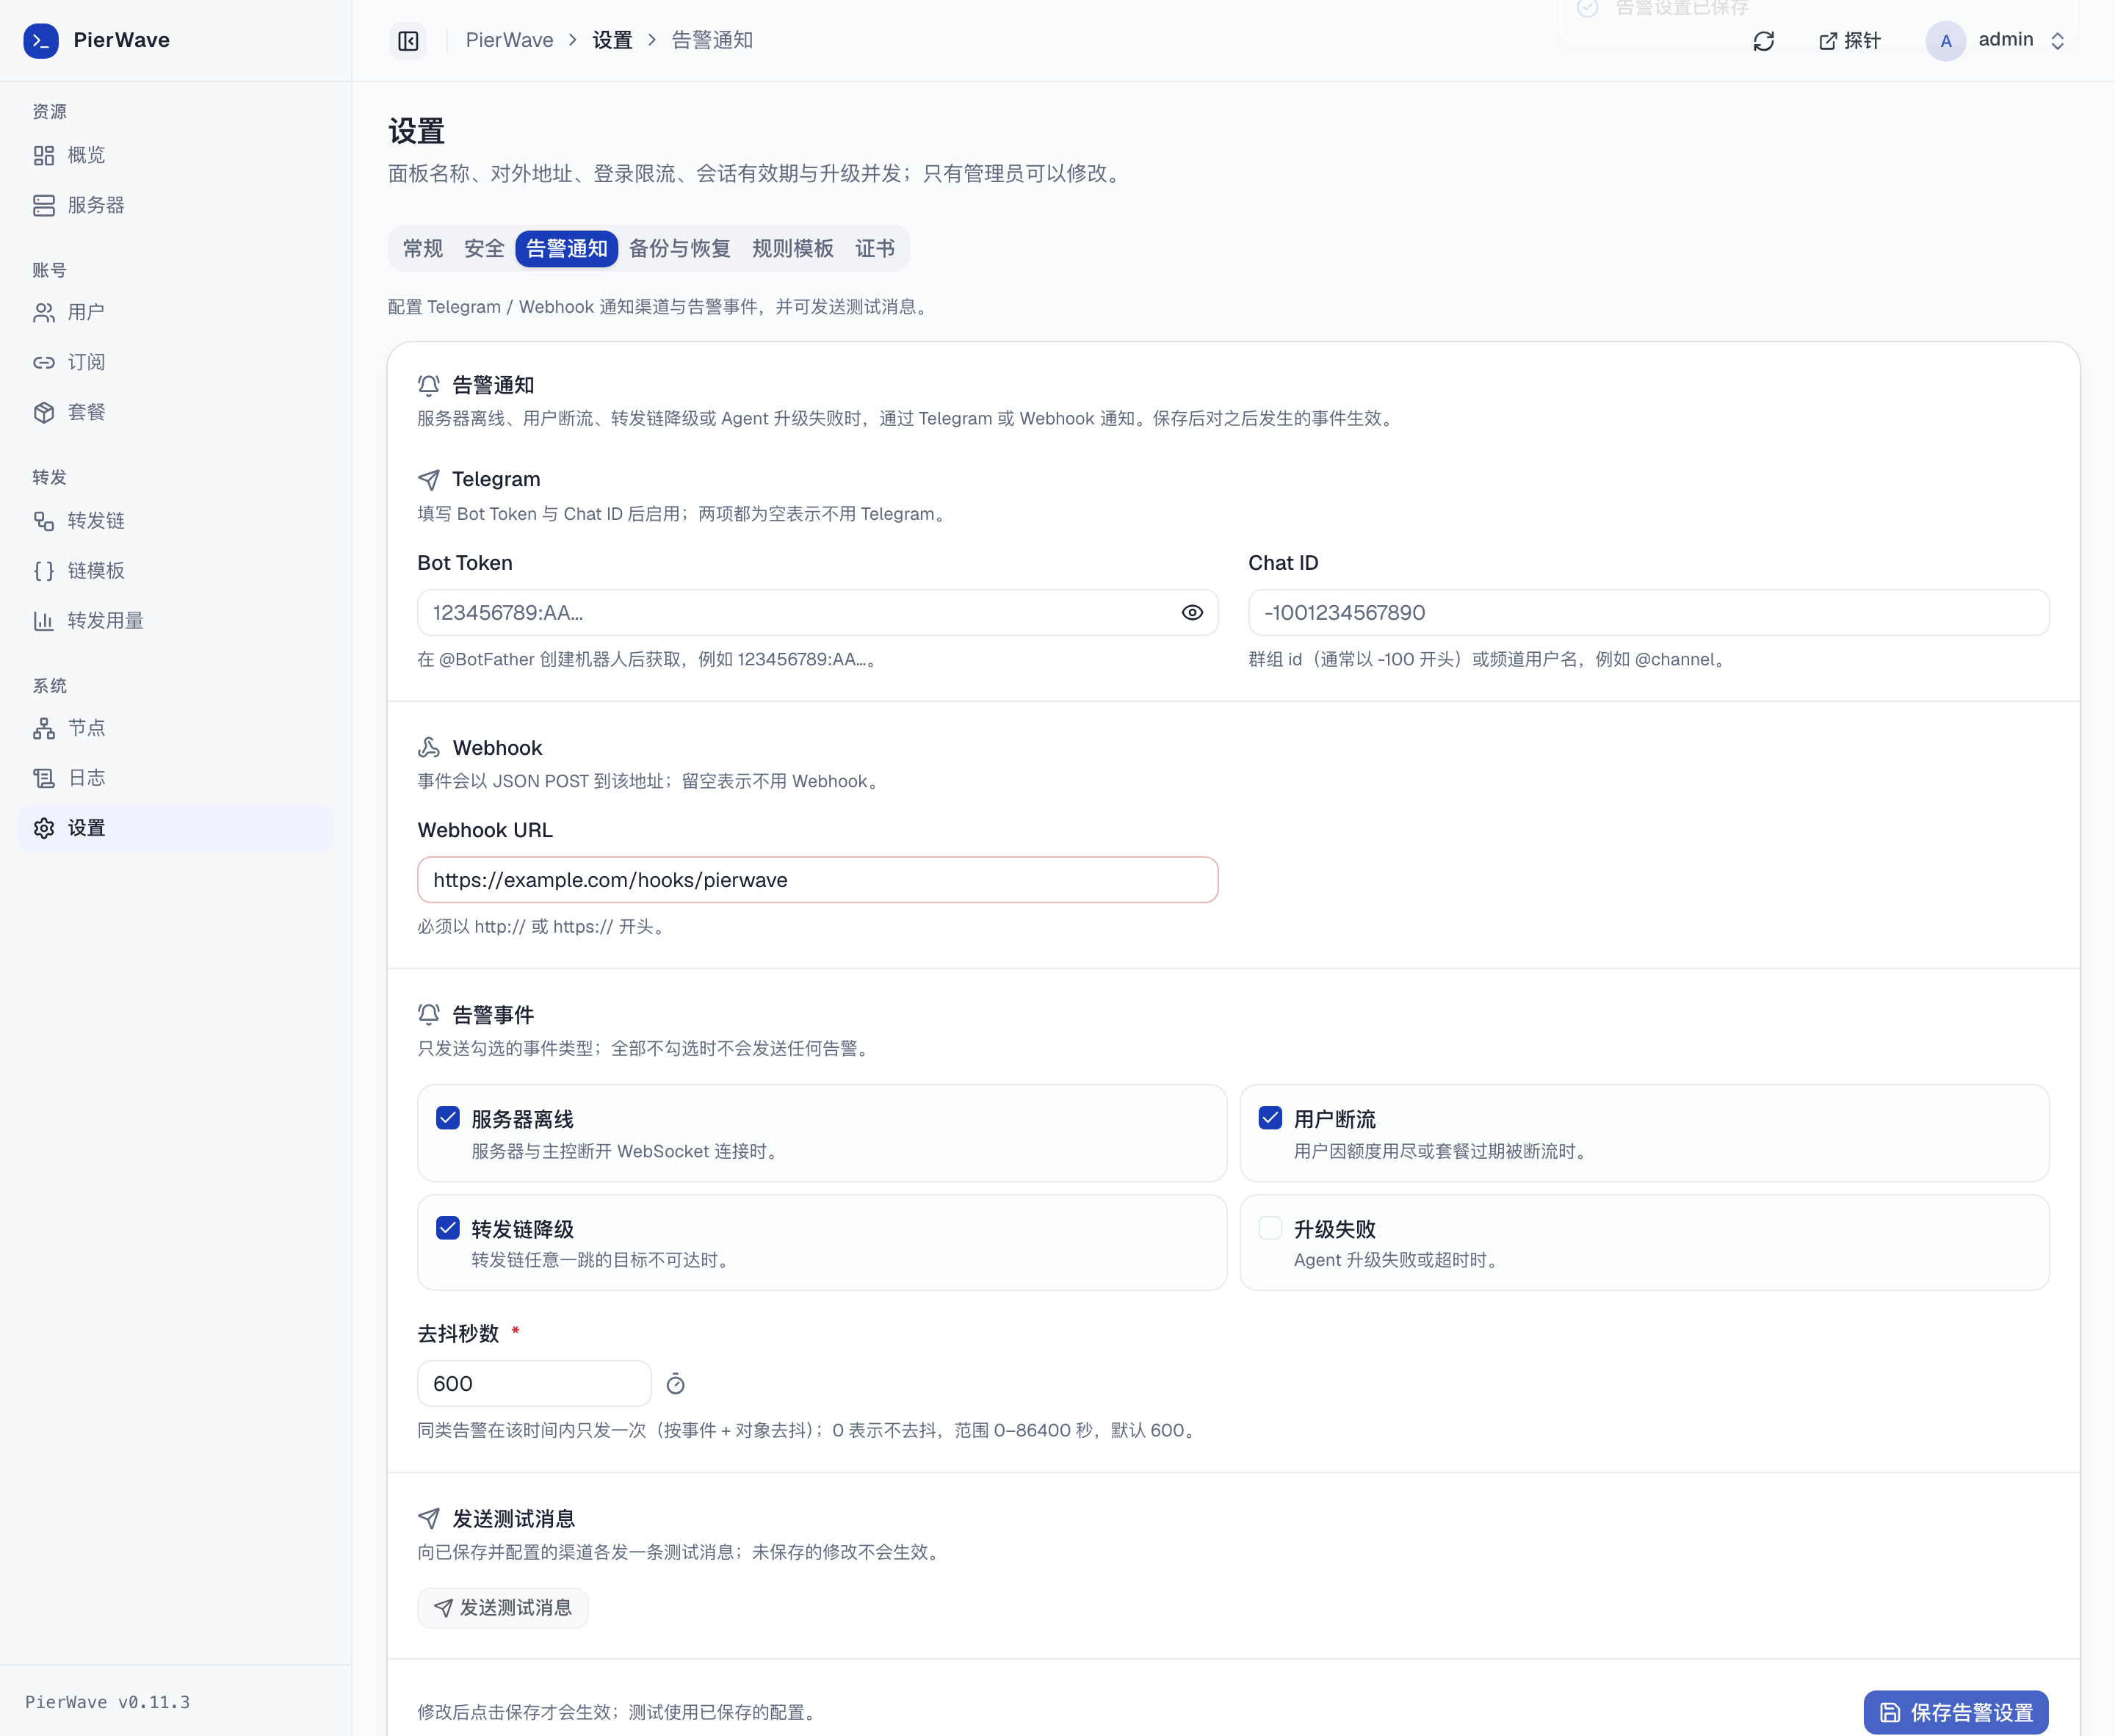 PierWave
PierWave > 设置 > 告警通知
告警设置已保存
探针
A
admin
资源
概览
服务器
账号
用户
订阅
套餐
转发
转发链
链模板
转发用量
系统
节点
日志
设置
PierWave v0.11.3
设置
面板名称、对外地址、登录限流、会话有效期与升级并发；只有管理员可以修改。
常规 安全 告警通知 备份与恢复 规则模板 证书
配置 Telegram / Webhook 通知渠道与告警事件，并可发送测试消息。
告警通知
服务器离线、用户断流、转发链降级或 Agent 升级失败时，通过 Telegram 或 Webhook 通知。保存后对之后发生的事件生效。
Telegram
填写 Bot Token 与 Chat ID 后启用；两项都为空表示不用 Telegram。
Bot Token
123456789:AA...
在 @BotFather 创建机器人后获取，例如 123456789:AA...。
Chat ID
-1001234567890
群组 id（通常以 -100 开头）或频道用户名，例如 @channel。
Webhook
事件会以 JSON POST 到该地址；留空表示不用 Webhook。
Webhook URL
https://example.com/hooks/pierwave
必须以 http:// 或 https:// 开头。
告警事件
只发送勾选的事件类型；全部不勾选时不会发送任何告警。
服务器离线
服务器与主控断开 WebSocket 连接时。
用户断流
用户因额度用尽或套餐过期被断流时。
转发链降级
转发链任意一跳的目标不可达时。
升级失败
Agent 升级失败或超时时。
去抖秒数 *
600
同类告警在该时间内只发一次（按事件 + 对象去抖）；0 表示不去抖，范围 0–86400 秒，默认 600。
发送测试消息
向已保存并配置的渠道各发一条测试消息；未保存的修改不会生效。
发送测试消息
修改后点击保存才会生效；测试使用已保存的配置。
保存告警设置